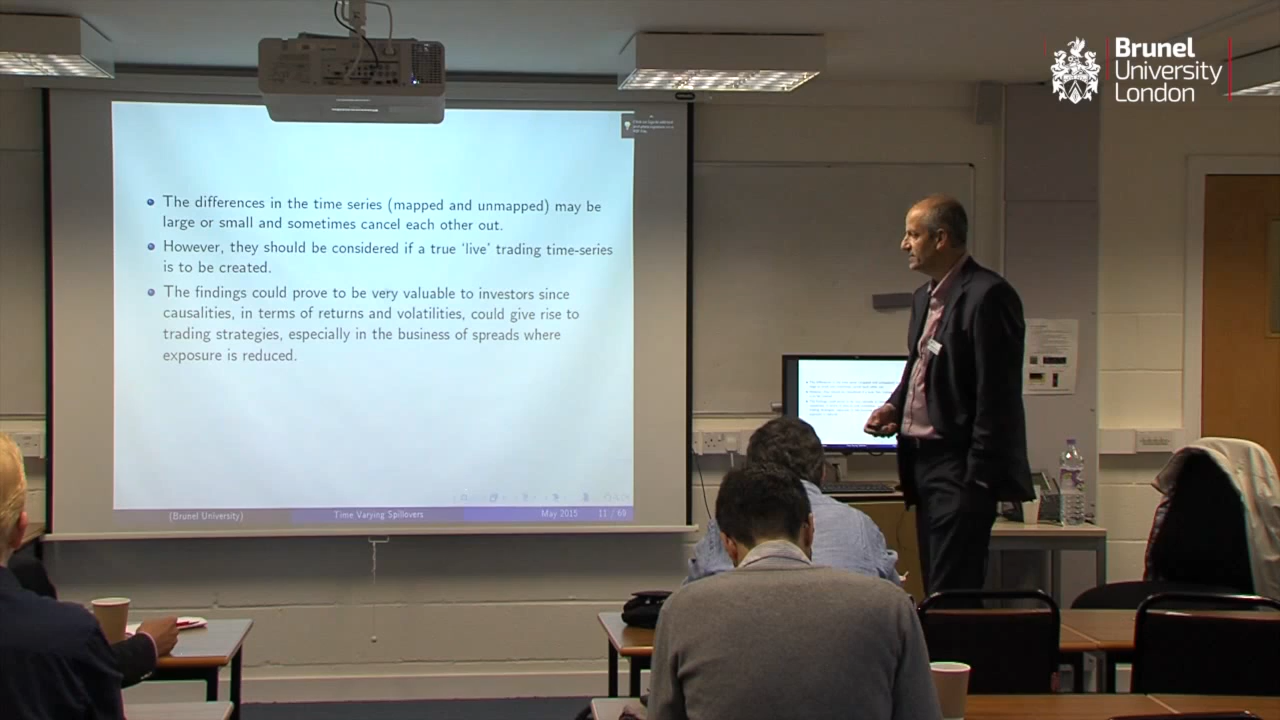 Brunel
University
London
The differences in the time series (mapped and unmapped) may be
large or small and sometimes cancel each other out.
However, they should be considered if a true ‘live’ trading time-series
is to be created.
The findings could prove to be very valuable to investors since
causalities, in terms of returns and volatilities, could give rise to
trading strategies, especially in the business of spreads where
exposure is reduced.
(Brunel University)
Time Varying Spillovers
May 2015
11 / 69